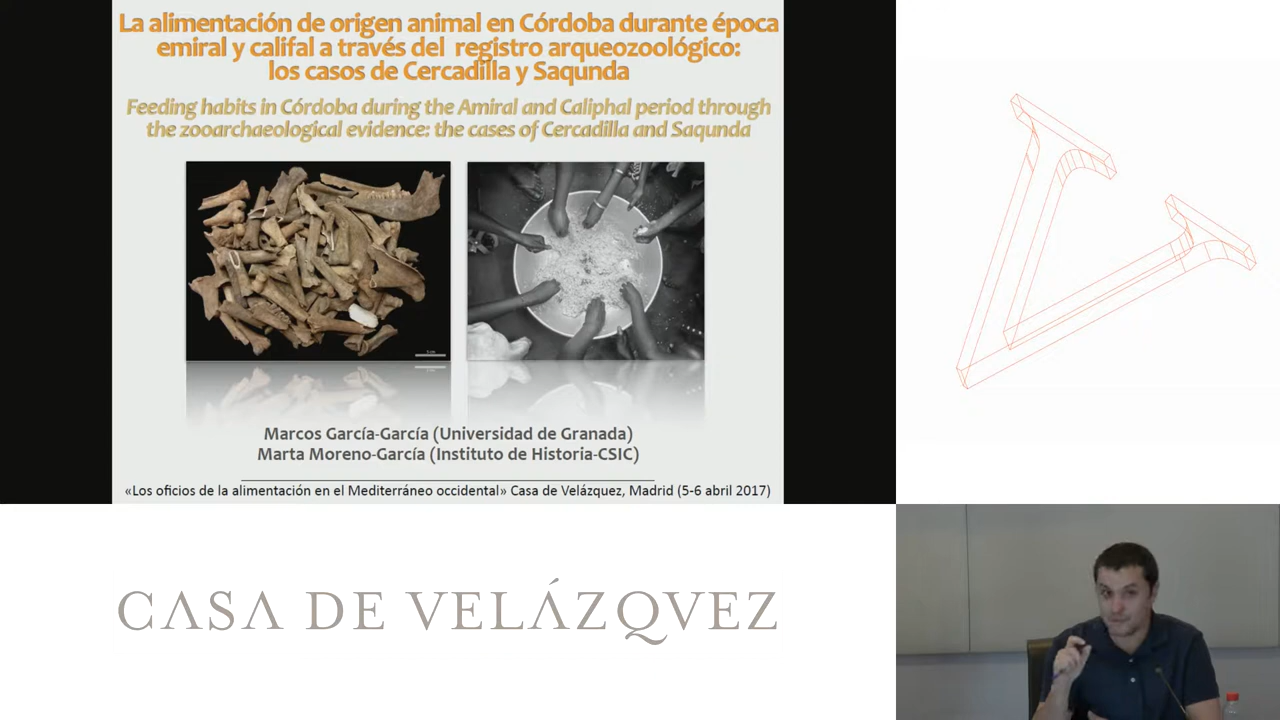 La alimentación de origen animal en Córdoba durante época
emiral y califal a través del registro arqueozoológico:
los casos de Cercadilla y Saqunda
Feeding habits in Córdoba during the Amiral and Caliphal period through
the zooarchaeological evidence: the cases of Cercadilla and Saqunda
Marcos García-García (Universidad de Granada)
Marta Moreno-García (Instituto de Historia-CSIC)
«Los oficios de la alimentación en el Mediterráneo occidental» Casa de Velázquez, Madrid (5-6 abril 2017)
CASA DE VELÁZQVEZ